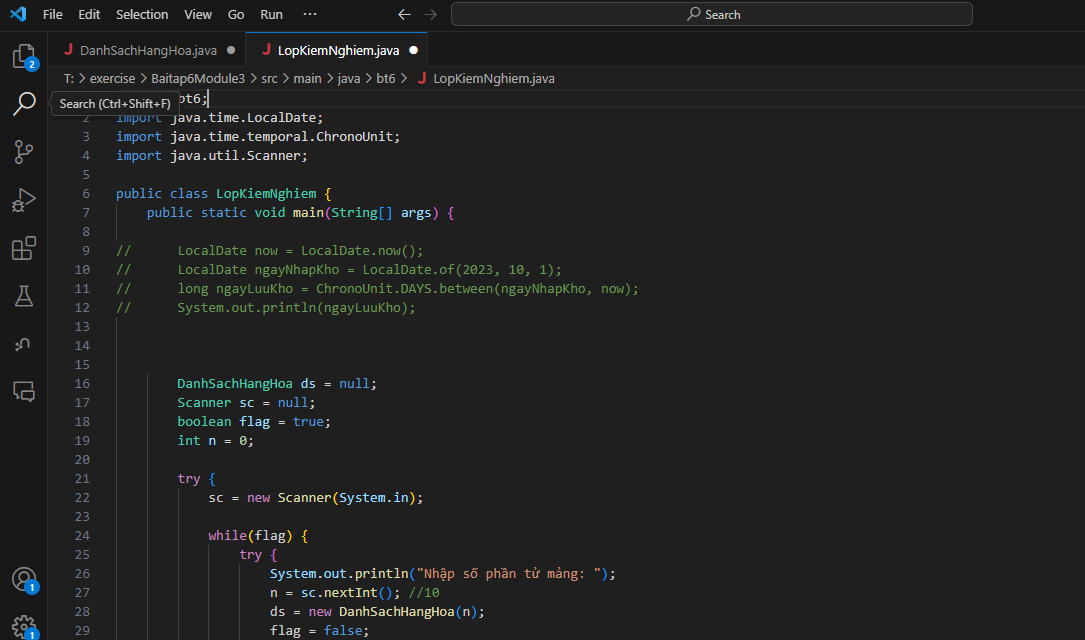 File Edit Selection View Go Run ··· Search
J DanhSachHangHoa.java J LopKiemNghiem.java
T: > exercise > Baitap6Module3 > src > main > java > bt6 > J LopKiemNghiem.java
Search (Ctrl+Shift+F) bt6;
2 import java.time.LocalDate;
3 import java.time.temporal.ChronoUnit;
4 import java.util.Scanner;
5
6 public class LopKiemNghiem {
7 public static void main(String[] args) {
8
9 // LocalDate now = LocalDate.now();
10 // LocalDate ngayNhapKho = LocalDate.of(2023, 10, 1);
11 // long ngayLuuKho = ChronoUnit.DAYS.between(ngayNhapKho, now);
12 // System.out.println(ngayLuuKho);
13
14
15
16 DanhSachHangHoa ds = null;
17 Scanner sc = null;
18 boolean flag = true;
19 int n = 0;
20
21 try {
22 sc = new Scanner(System.in);
23
24 while(flag) {
25 try {
26 System.out.println("Nhập số phần tử mảng: ");
27 n = sc.nextInt(); //10
28 ds = new DanhSachHangHoa(n);
29 flag = false;
2
1
1